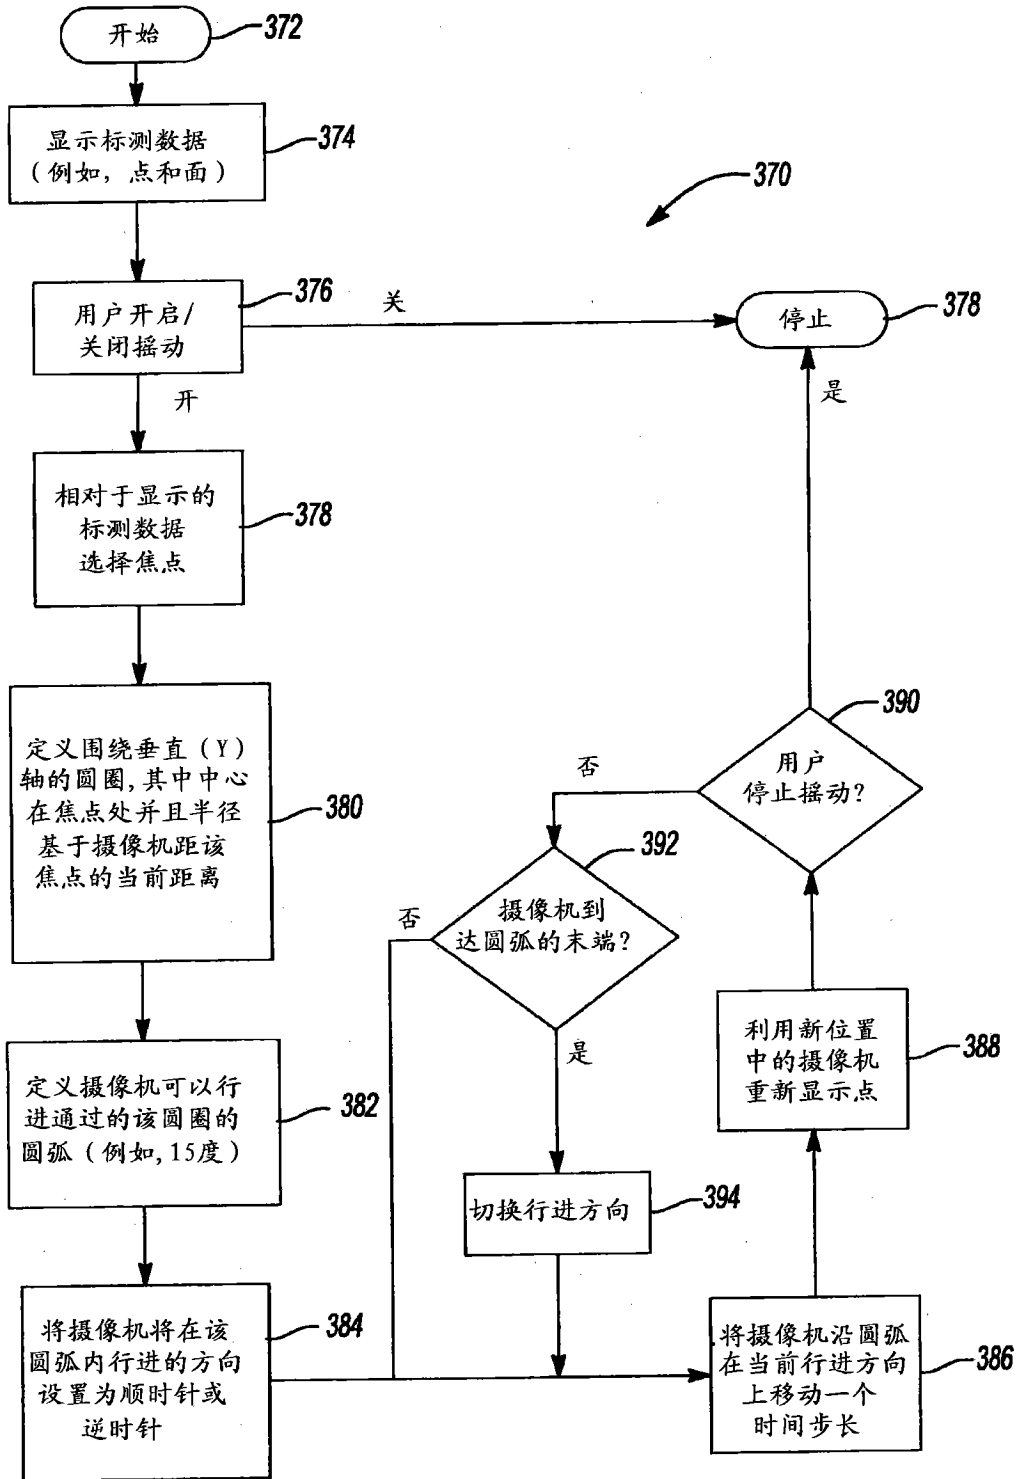 开始
372
显示标测数据
（例如，点和面）
374
370
用户开启/
关闭摇动
376
关
停止
378
开
是
相对于显示的
标测数据
选择焦点
378
定义围绕垂直（Y）
轴的圆圈，其中中心
在焦点处并且半径
基于摄像机距该
焦点的当前距离
380
用户
停止摇动？
390
否
摄像机到
达圆弧的末端？
392
否
是
定义摄像机可以行
进通过的该圆圈的
圆弧（例如，15度）
382
利用新位置
中的摄像机
重新显示点
388
切换行进方向
394
将摄像机将在该
圆弧内行进的方向
设置为顺时针或
逆时针
384
将摄像机沿圆弧
在当前行进方向
上移动一个
时间步长
386